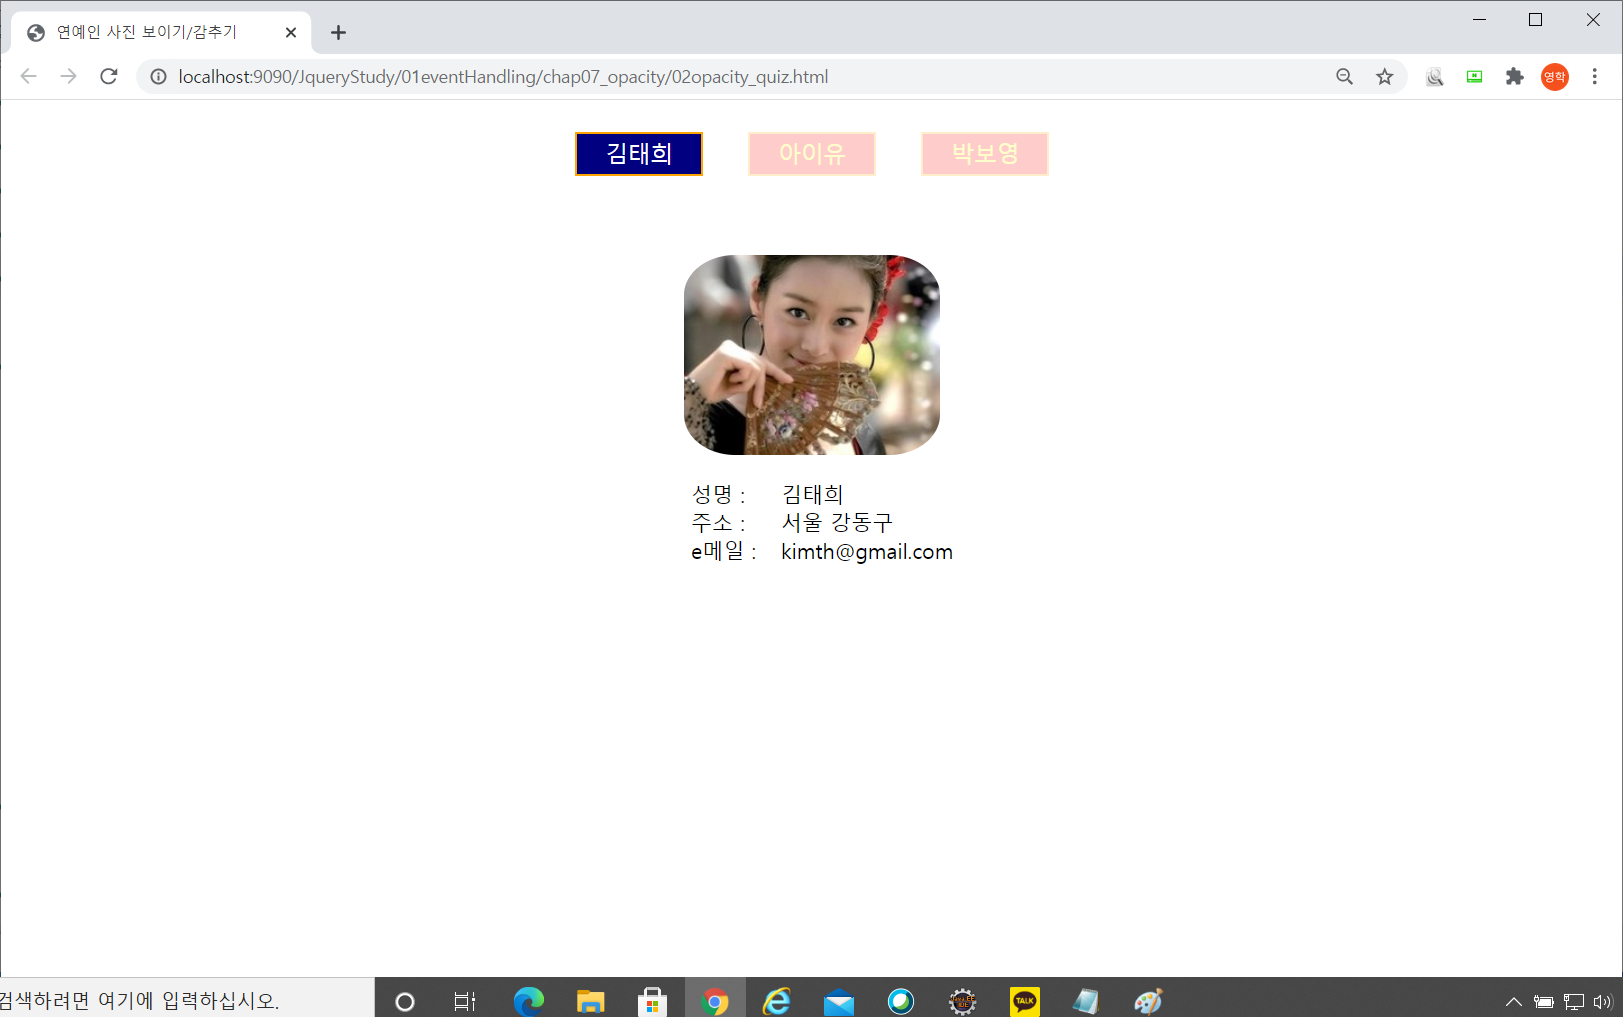 연예인 사진 보이기/감추기
localhost:9090/JqueryStudy/01eventHandling/chap07_opacity/02opacity_quiz.html
영학
김태희
아이유
박보영
성명 : 김태희
주소 : 서울 강동구
e메일 : kimth@gmail.com
검색하려면 여기에 입력하십시오.
TALK
Java EE
IDE